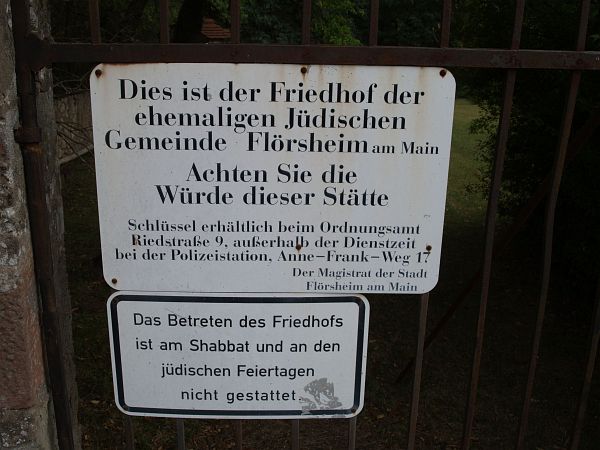 Dies ist der Friedhof der
ehemaligen Jüdischen
Gemeinde Flörsheim am Main
Achten Sie die
Würde dieser Stätte
Schlüssel erhältlich beim Ordnungsamt
Riedstraße 9, außerhalb der Dienstzeit
bei der Polizeistation, Anne-Frank-Weg 17
Der Magistrat der Stadt
Flörsheim am Main
Das Betreten des Friedhofs
ist am Shabbat und an den
jüdischen Feiertagen
nicht gestattet